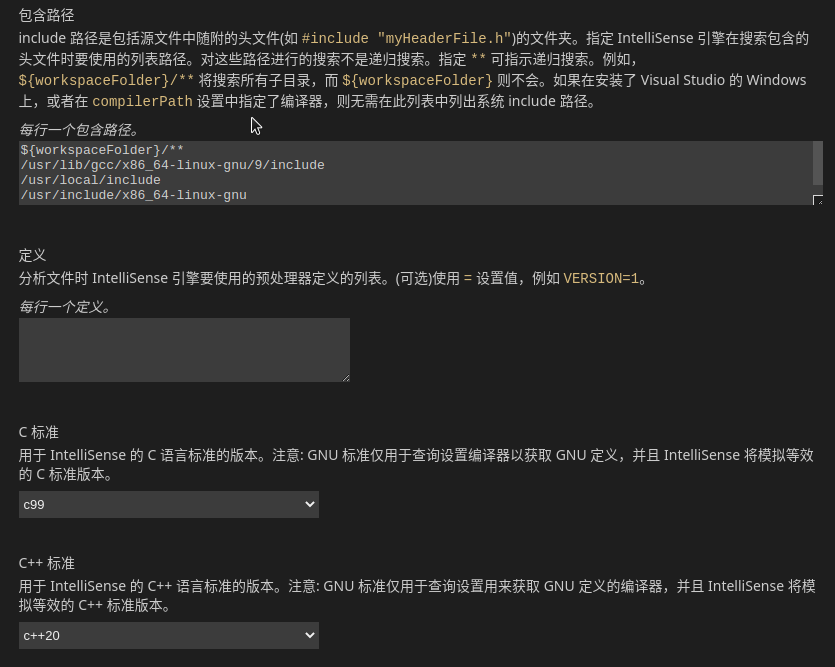 包含路径
include 路径是包括源文件中随附的头文件(如 #include "myHeaderFile.h")的文件夹。指定 IntelliSense 引擎在搜索包含的
头文件时要使用的列表路径。对这些路径进行的搜索不是递归搜索。指定 ** 可指示递归搜索。例如，
${workspaceFolder}/** 将搜索所有子目录，而 ${workspaceFolder} 则不会。如果在安装了 Visual Studio 的 Windows
上，或者在 compilerPath 设置中指定了编译器，则无需在此列表中列出系统 include 路径。
每行一个包含路径。
${workspaceFolder}/**
/usr/lib/gcc/x86_64-linux-gnu/9/include
/usr/local/include
/usr/include/x86_64-linux-gnu
定义
分析文件时 IntelliSense 引擎要使用的预处理器定义的列表。(可选)使用 = 设置值，例如 VERSION=1。
每行一个定义。
C 标准
用于 IntelliSense 的 C 语言标准的版本。注意: GNU 标准仅用于查询设置编译器以获取 GNU 定义，并且 IntelliSense 将模拟等效
的 C 标准版本。
c99
C++ 标准
用于 IntelliSense 的 C++ 语言标准的版本。注意: GNU 标准仅用于查询设置用来获取 GNU 定义的编译器，并且 IntelliSense 将模
拟等效的 C++ 标准版本。
c++20